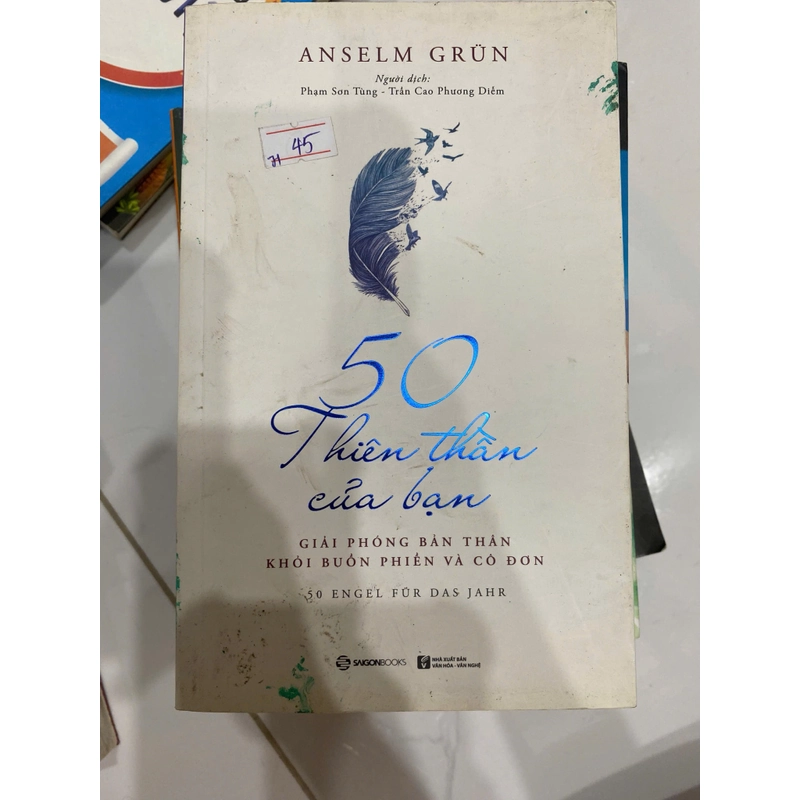 ANSELM GRÜN
Người dịch:
Phạm Sơn Tùng - Trần Cao Phương Diễm
45
50
Thiên thần
của bạn
GIẢI PHÓNG BẢN THÂN
KHỎI BUỒN PHIỀN VÀ CÔ ĐƠN
50 ENGEL FÜR DAS JAHR
SAIGONBOOKS
NHÀ XUẤT BẢN
VĂN HÓA - VĂN NGHỆ